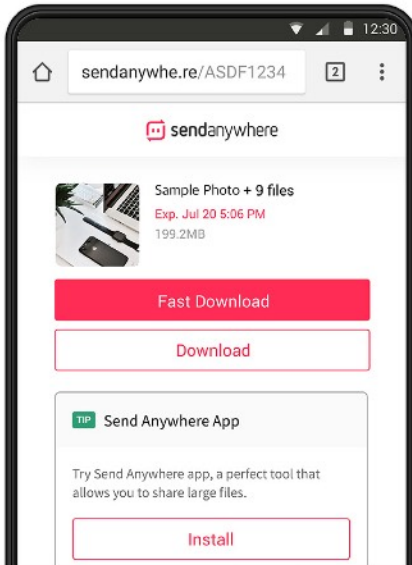 12:30
sendanywhe.re/ASDF1234
2
sendanywhere
Sample Photo + 9 files
Exp. Jul 20 5:06 PM
199.2MB
Fast Download
Download
TIP Send Anywhere App
Try Send Anywhere app, a perfect tool that
allows you to share large files.
Install